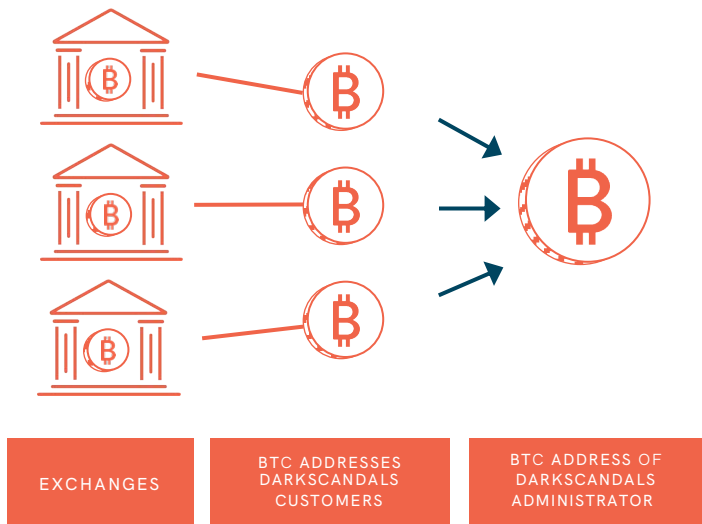 EXCHANGES
BTC ADDRESSES
DARKSCANDALS
CUSTOMERS
BTC ADDRESS OF
DARKSCANDALS
ADMINISTRATOR